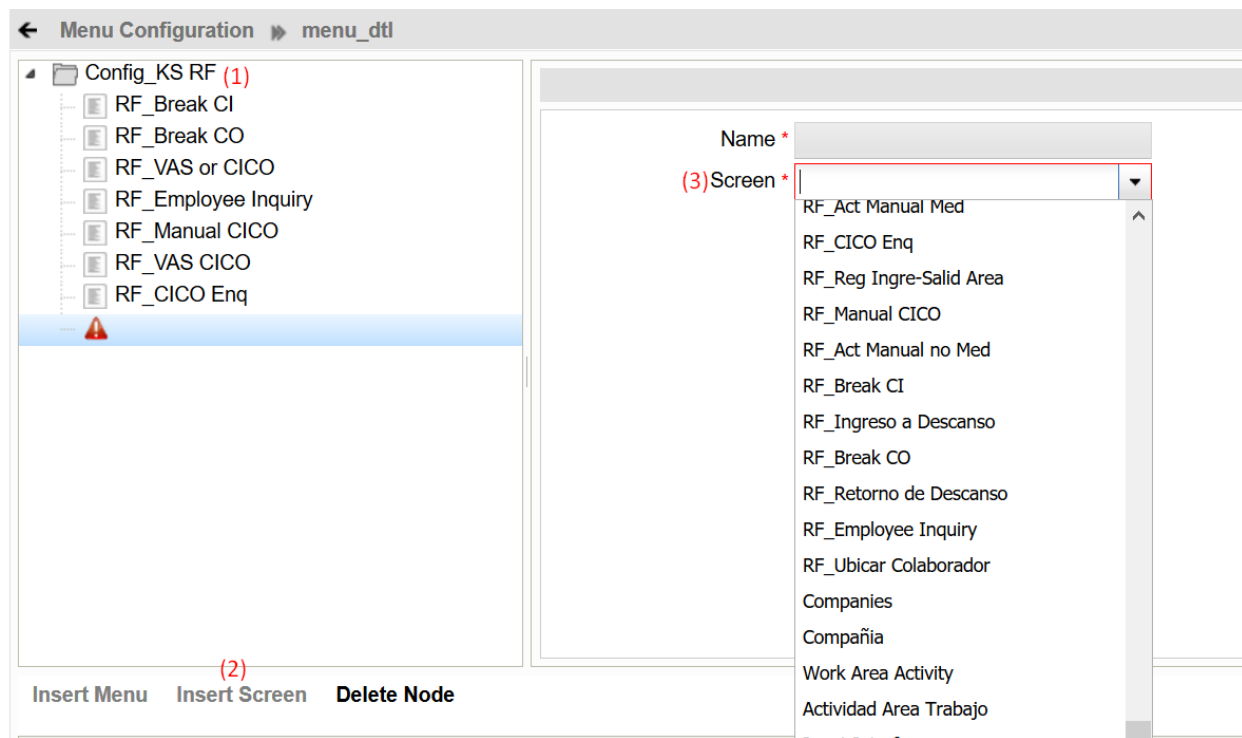 Menu Configuration menu_dtl
Config_KS RF (1)
RF_Break CI
RF_Break CO
RF_VAS or CICO
RF_Employee Inquiry
RF_Manual CICO
RF_VAS CICO
RF_CICO Enq
Name *
(3) Screen *
RF_Act Manual Med
RF_CICO Enq
RF_Reg Ingre-Salid Area
RF_Manual CICO
RF_Act Manual no Med
RF_Break CI
RF_Ingreso a Descanso
RF_Break CO
RF_Retorno de Descanso
RF_Employee Inquiry
RF_Ubicar Colaborador
Companies
Compañia
Work Area Activity
Actividad Area Trabajo
(2)
Insert Menu Insert Screen Delete Node